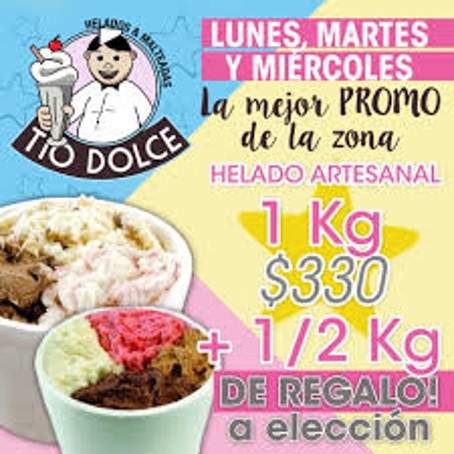 HELADOS & MALTEADAS
TIO DOLCE
LUNES, MARTES
Y MIÉRCOLES
La mejor PROMO
de la zona
HELADO ARTESANAL
1 Kg
$330
+ 1/2 Kg
DE REGALO!
a elección